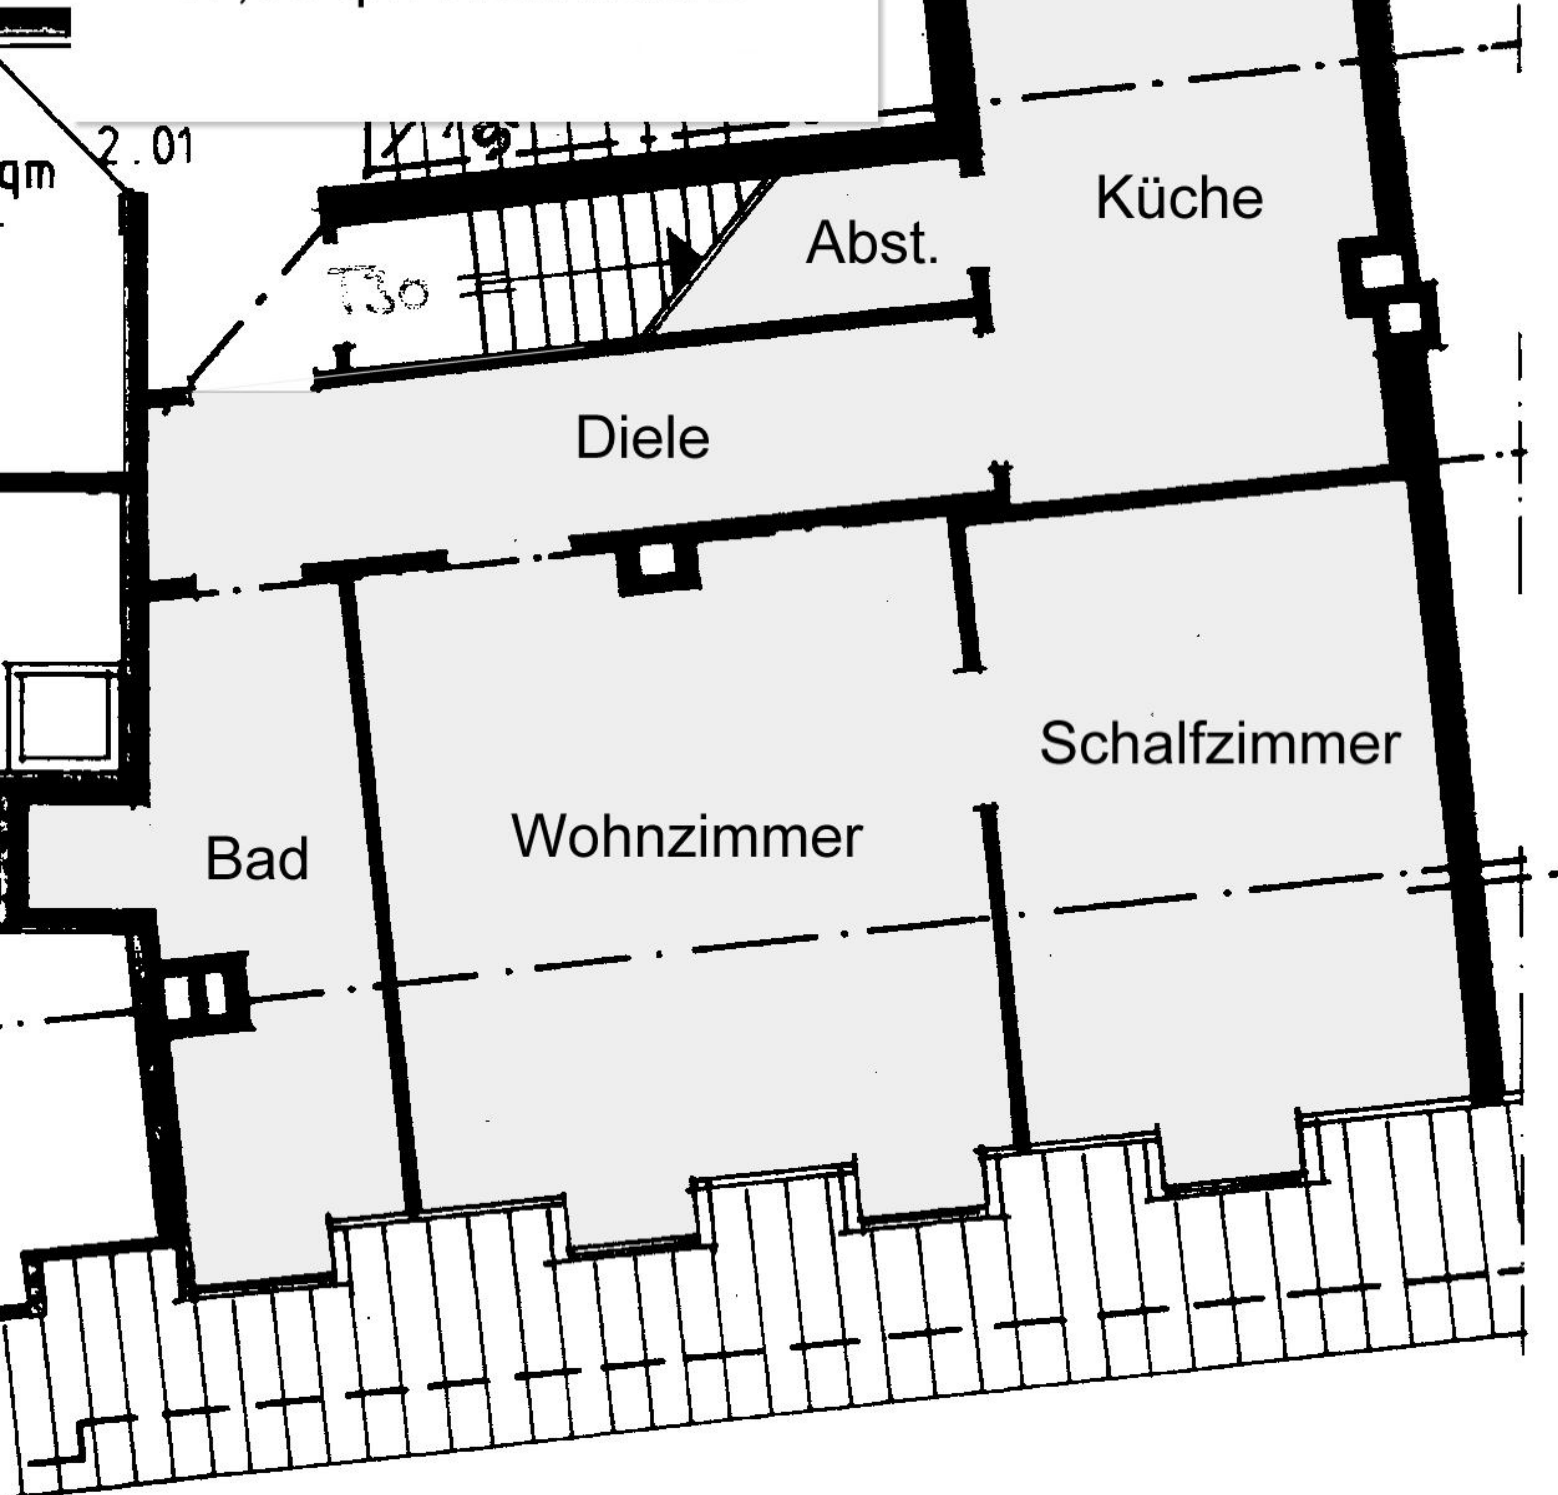 2.01
qm
Küche
Abst.
T30
Diele
Schalfzimmer
Wohnzimmer
Bad